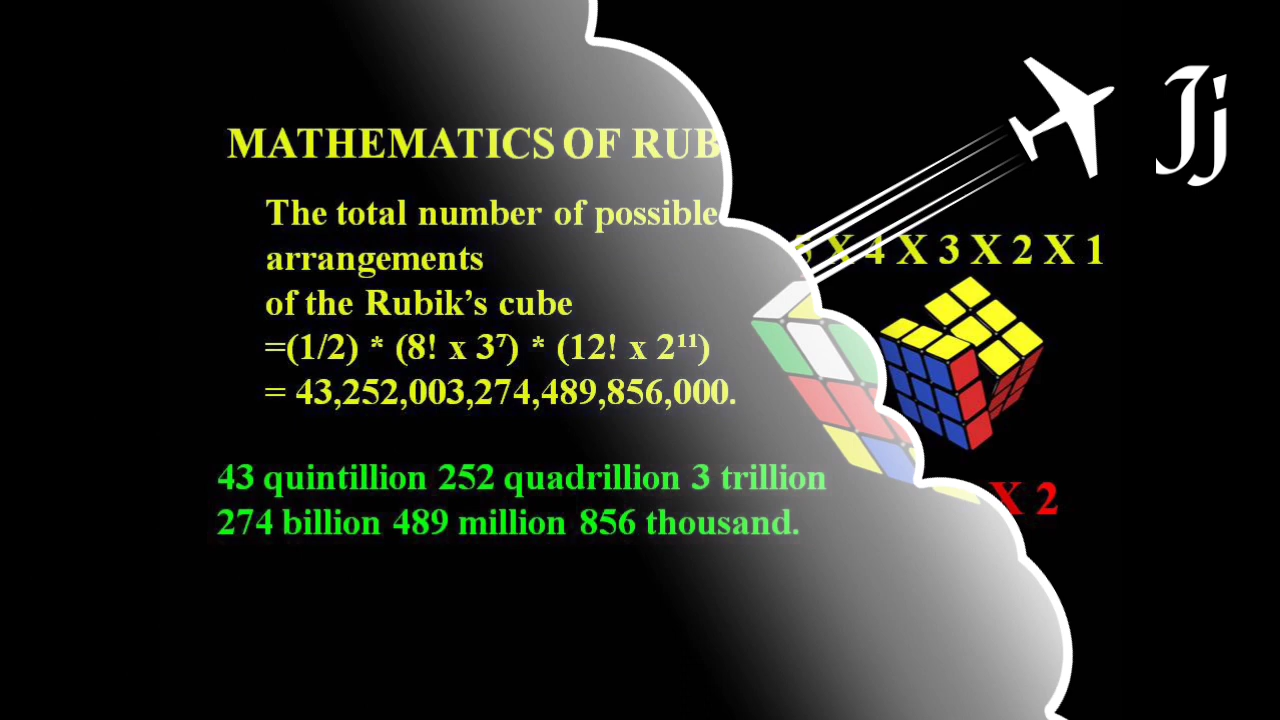 MATHEMATICS OF RUB
Jj
The total number of possible
arrangements
5 X 4 X 3 X 2 X 1
of the Rubik’s cube
=(1/2) * (8! x 3⁷) * (12! x 2¹¹)
= 43,252,003,274,489,856,000.
43 quintillion 252 quadrillion 3 trillion
X 2
274 billion 489 million 856 thousand.